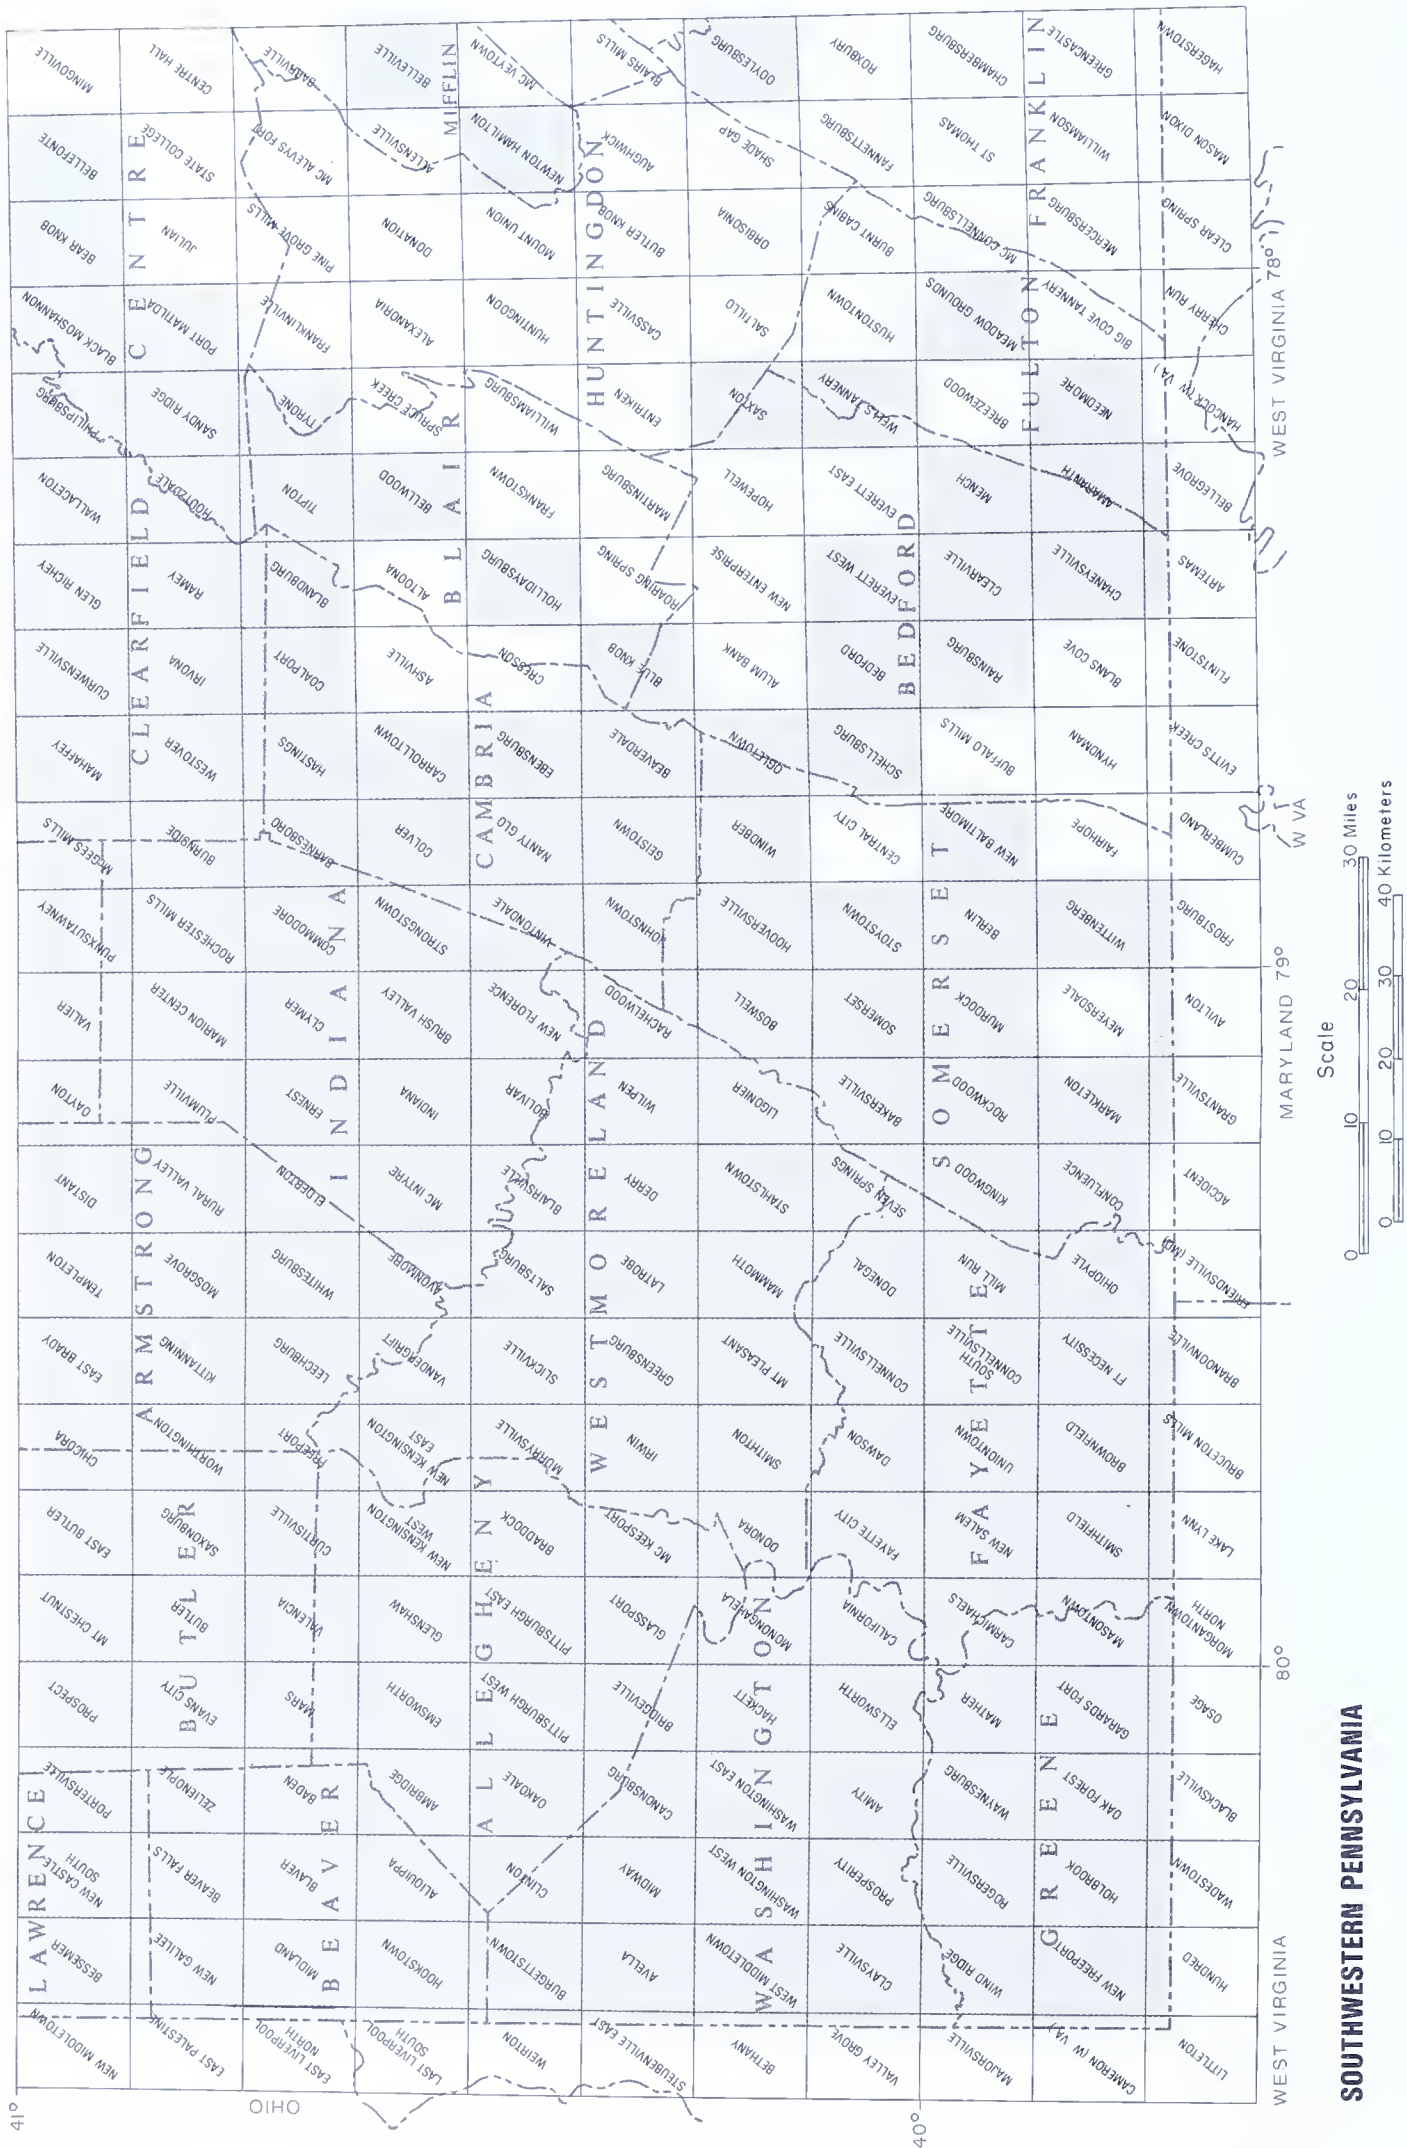 41°
NEW MIDDLETOWN
BESSEMER
NEW CASTLE
SOUTH
PORTERSVILLE
PROSPECT
MT CHESTNUT
EAST BUTLER
CHICORA
EAST BRADY
TEMPLETON
DISTANT
DAYTON
VALIER
PUNXSUTAWNEY
MCGEES MILLS
MAHAFFEY
CURWENSVILLE
GLEN RICHEY
WALLACETON
PHILIPSBURG
BLACK MOSHANNON
BEAR KNOB
BELLEFONTE
MINGOVILLE
LAWRENCE
ARMSTRONG
CLEARFIELD
CENTRE
EAST PALESTINE
NEW GALILEE
BEAVER FALLS
ZELIENOPLE
EVANS CITY
BUTLER
SAXONBURG
WORTHINGTON
KITTANNING
MOSGROVE
RURAL VALLEY
PLUMVILLE
MARION CENTER
ROCHESTER MILLS
BURNSIDE
WESTOVER
IRVONA
RAMEY
HOUTZDALE
SANDY RIDGE
PORT MATILDA
JULIAN
STATE COLLEGE
CENTRE HALL
BUTLER
OHIO
EAST LIVERPOOL
NORTH
MIDLAND
BEAVER
BADEN
MARS
VALENCIA
CURTISVILLE
FREEPORT
LEECHBURG
WHITESBURG
ELDERTON
ERNEST
CLYMER
COMMODORE
BARNESBORO
HASTINGS
COALPORT
BLANDBURG
TIPTON
TYRONE
FRANKLINVILLE
PINE GROVE MILLS
MC ALEVYS FORT
BARRVILLE
BEAVER
INDIANA
EAST LIVERPOOL
SOUTH
HOOKSTOWN
ALIQUIPPA
AMBRIDGE
EMSWORTH
GLENSHAW
NEW KENSINGTON
WEST
NEW KENSINGTON
EAST
VANDERGRIFT
AVONMORE
MC INTYRE
INDIANA
BRUSH VALLEY
STRONGSTOWN
COLVER
CARROLLTOWN
ASHVILLE
ALTOONA
BELLWOOD
SPRUCE CREEK
ALEXANDRIA
DONATION
ALLENSVILLE
BELLEVILLE
BLAIR
MIFFLIN
WEIRTON
BURGETTSTOWN
CLINTON
OAKDALE
PITTSBURGH WEST
PITTSBURGH EAST
BRADDOCK
MURRYSVILLE
SLICKVILLE
SALTSBURG
BLAIRSVILLE
BOLIVAR
NEW FLORENCE
VINTONDALE
NANTY GLO
EBENSBURG
CRESSON
HOLLIDAYSBURG
FRANKSTOWN
WILLIAMSBURG
HUNTINGDON
MOUNT UNION
NEWTON HAMILTON
MC VEYTOWN
ALLEGHENY
CAMBRIA
STEUBENVILLE EAST
AVELLA
MIDWAY
CANONSBURG
BRIDGEVILLE
GLASSPORT
MC KEESPORT
IRWIN
GREENSBURG
LATROBE
DERRY
WILPEN
RACHELWOOD
JOHNSTOWN
GEISTOWN
BEAVERDALE
BLUE KNOB
ROARING SPRING
MARTINSBURG
ENTRIKEN
CASSVILLE
BUTLER KNOB
AUGHWICK
BLAIRS MILLS
WESTMORELAND
HUNTINGDON
BETHANY
WEST MIDDLETOWN
WASHINGTON WEST
WASHINGTON EAST
HACKETT
MONONGAHELA
DONORA
SMITHTON
MT PLEASANT
MAMMOTH
STAHLSTOWN
LIGONIER
BOSWELL
HOOVERSVILLE
WINDBER
OGLETOWN
ALUM BANK
NEW ENTERPRISE
HOPEWELL
SAXTON
SALTILLO
ORBISONIA
SHADE GAP
DOYLESBURG
WASHINGTON
VALLEY GROVE
CLAYSVILLE
PROSPERITY
AMITY
ELLSWORTH
CALIFORNIA
FAYETTE CITY
DAWSON
CONNELLSVILLE
DONEGAL
SEVEN SPRINGS
BAKERSVILLE
SOMERSET
STOYSTOWN
CENTRAL CITY
SCHELLSBURG
BEDFORD
EVERETT WEST
EVERETT EAST
WELLS TANNERY
HUSTONTOWN
BURNT CABINS
FANNETTSBURG
ROXBURY
BEDFORD
40°
MAJORSVILLE
WIND RIDGE
ROGERSVILLE
WAYNESBURG
MATHER
CARMICHAELS
NEW SALEM
UNIONTOWN
SOUTH
CONNELLSVILLE
MILL RUN
KINGWOOD
ROCKWOOD
MURDOCK
BERLIN
NEW BALTIMORE
BUFFALO MILLS
RAINSBURG
CLEARVILLE
MENCH
BREEZEWOOD
MEADOW GROUNDS
MC CONNELLSBURG
ST THOMAS
CHAMBERSBURG
FAYETTE
SOMERSET
CAMERON (W VA)
NEW FREEPORT
HOLBROOK
OAK FOREST
GARARDS FORT
MASONTOWN
SMITHFIELD
BROWNFIELD
FT NECESSITY
OHIOPYLE
CONFLUENCE
MARKLETON
MEYERSDALE
WITTENBERG
FAIRHOPE
HYNDMAN
BLANS COVE
CHANEYSVILLE
AMARANTH
NEEDMORE
BIG COVE TANNERY
MERCERSBURG
WILLIAMSON
GREENCASTLE
GREENE
FULTON
FRANKLIN
LITTLETON
HUNDRED
WADESTOWN
BLACKSVILLE
OSAGE
MORGANTOWN
NORTH
LAKE LYNN
BRUCETON MILLS
BRANDONVILLE
FRIENDSVILLE (MD)
ACCIDENT
GRANTSVILLE
AVILTON
FROSTBURG
CUMBERLAND
EVITTS CREEK
FLINTSTONE
ARTEMAS
BELLEGROVE
HANCOCK (W VA)
CHERRY RUN
CLEAR SPRING
MASON DIXON
HAGERSTOWN
WEST VIRGINIA
80°
MARYLAND
79°
W VA
WEST VIRGINIA
78°
Scale
0 10 20 30 Miles
0 10 20 30 40 Kilometers
SOUTHWESTERN PENNSYLVANIA